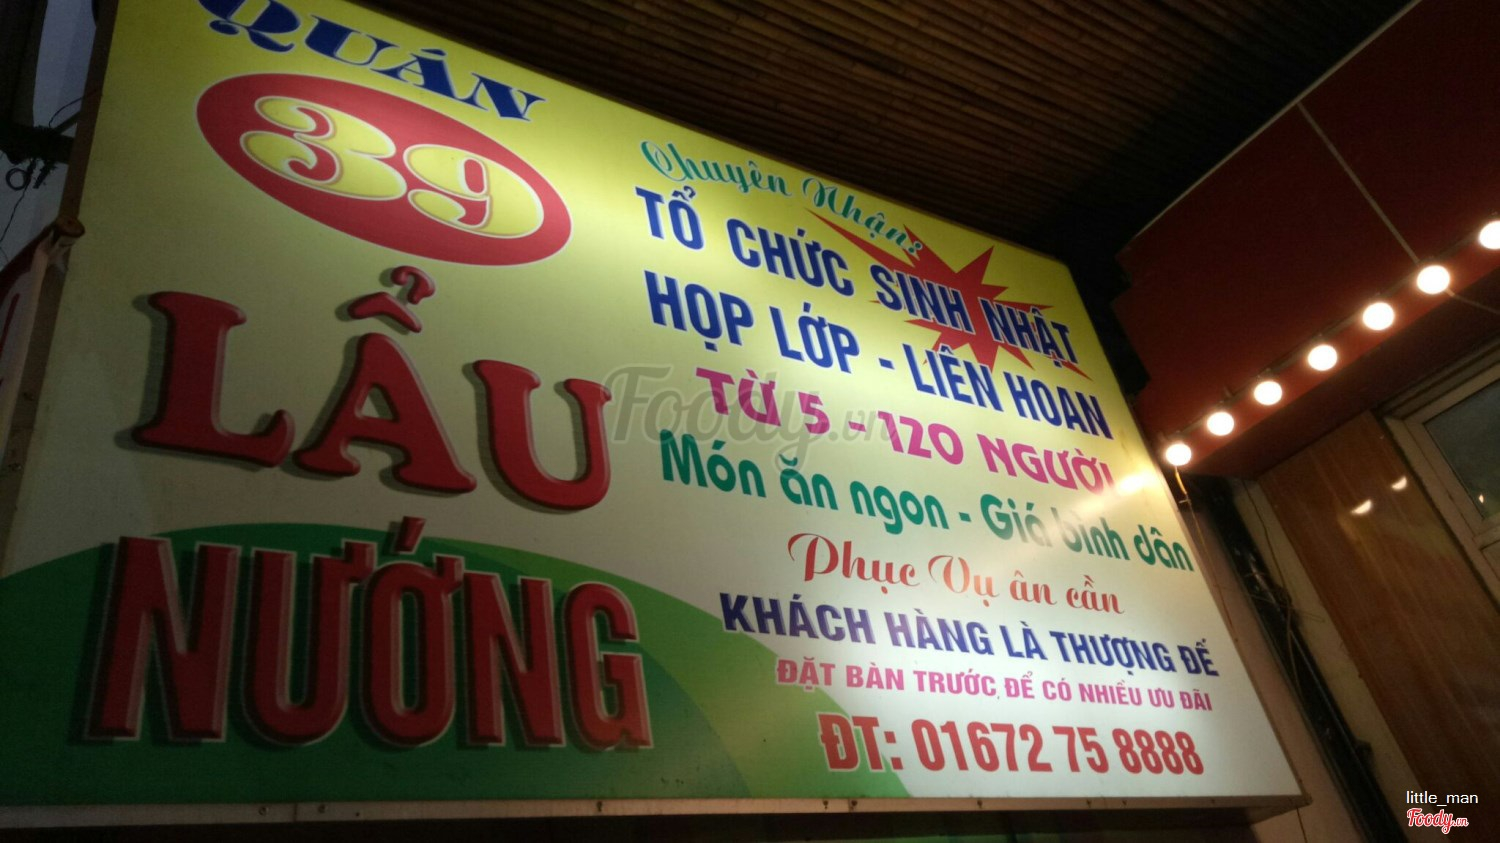 QUÁN
39
LẨU
NƯỚNG
Chuyên Nhận:
TỔ CHỨC SINH NHẬT
HỌP LỚP - LIÊN HOAN
TỪ 5 - 120 NGƯỜI
Món ăn ngon - Giá bình dân
Phục Vụ ân cần
KHÁCH HÀNG LÀ THƯỢNG ĐẾ
ĐẶT BÀN TRƯỚC ĐỂ CÓ NHIỀU ƯU ĐÃI
ĐT: 01672 75 8888
Foody.vn
little_man
Foody.vn